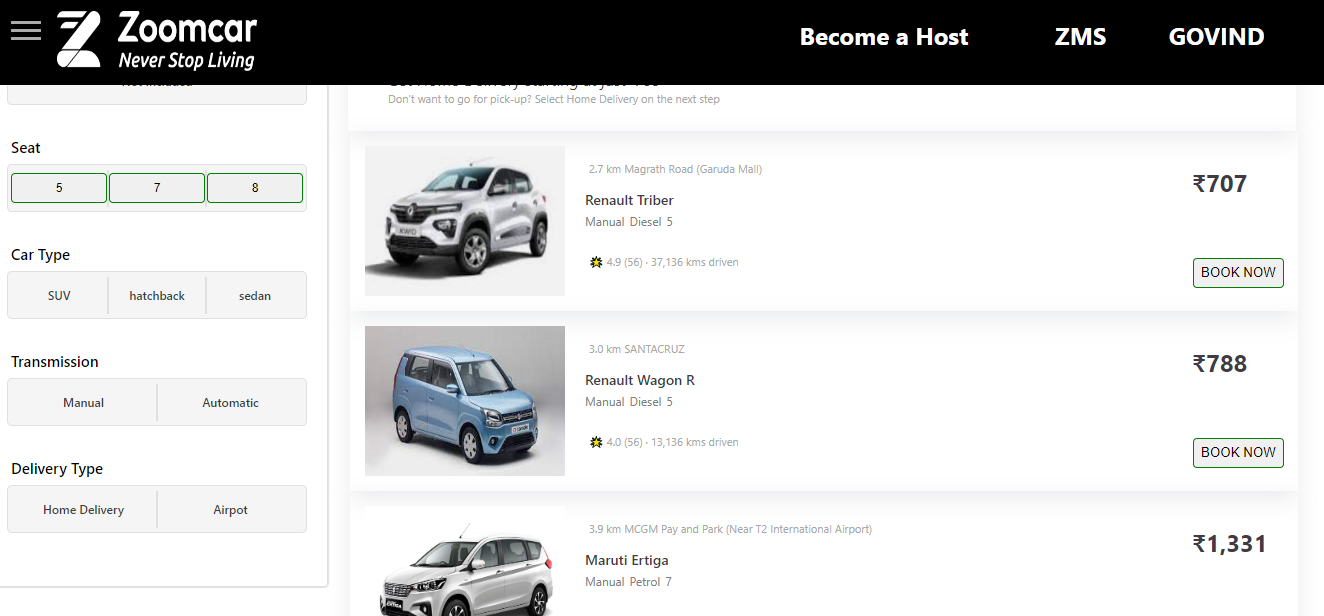 Zoomcar
Never Stop Living
Become a Host
ZMS
GOVIND
Don't want to go for pick-up? Select Home Delivery on the next step
Seat
5 7 8
Car Type
SUV hatchback sedan
Transmission
Manual Automatic
Delivery Type
Home Delivery Airpot
2.7 km Magrath Road (Garuda Mall)
₹707
Renault Triber
Manual Diesel 5
4.9 (56) · 37,136 kms driven
BOOK NOW
KWID
3.0 km SANTACRUZ
₹788
Renault Wagon R
Manual Diesel 5
4.0 (56) · 13,136 kms driven
BOOK NOW
3.9 km MCGM Pay and Park (Near T2 International Airport)
₹1,331
Maruti Ertiga
Manual Petrol 7